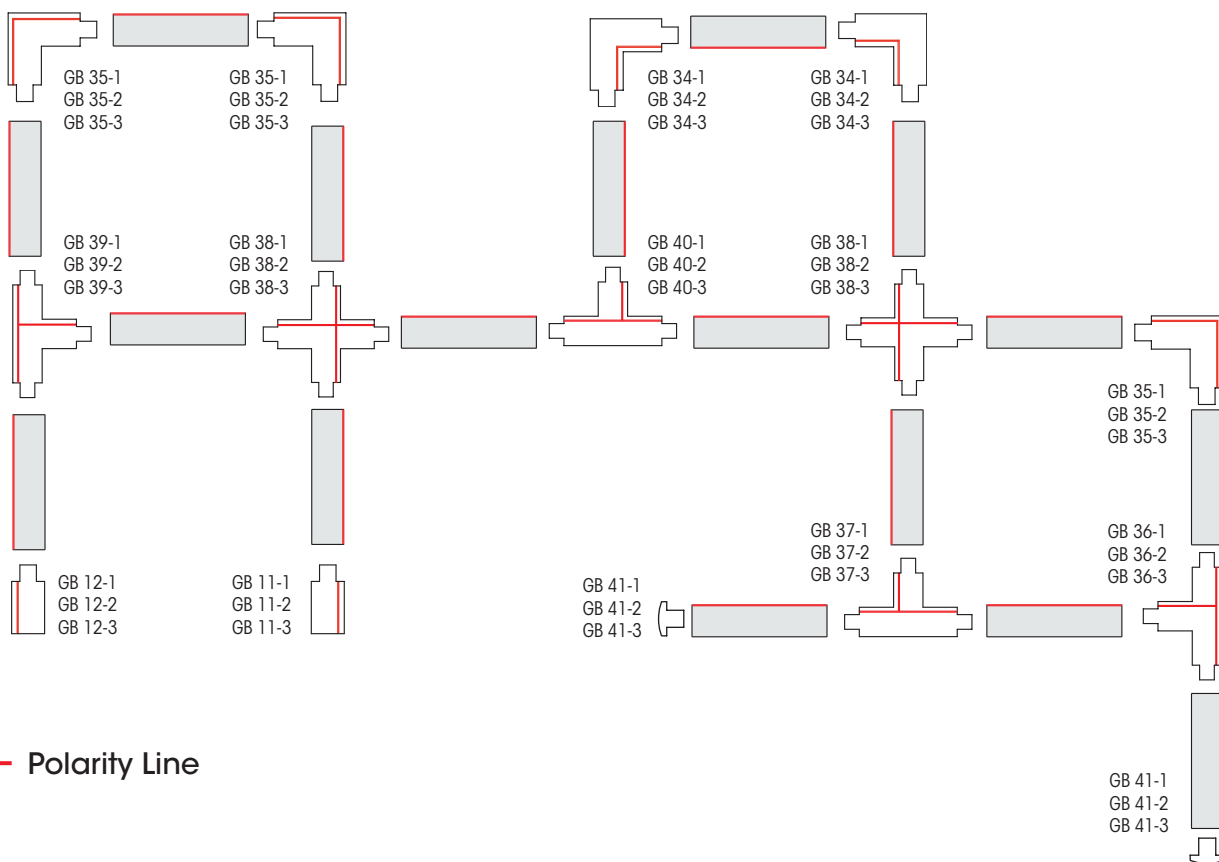 GB 35-1
GB 35-2
GB 35-3
GB 35-1
GB 35-2
GB 35-3
GB 34-1
GB 34-2
GB 34-3
GB 34-1
GB 34-2
GB 34-3
GB 39-1
GB 39-2
GB 39-3
GB 38-1
GB 38-2
GB 38-3
GB 40-1
GB 40-2
GB 40-3
GB 38-1
GB 38-2
GB 38-3
GB 35-1
GB 35-2
GB 35-3
GB 12-1
GB 12-2
GB 12-3
GB 11-1
GB 11-2
GB 11-3
GB 41-1
GB 41-2
GB 41-3
GB 37-1
GB 37-2
GB 37-3
GB 36-1
GB 36-2
GB 36-3
Polarity Line
GB 41-1
GB 41-2
GB 41-3